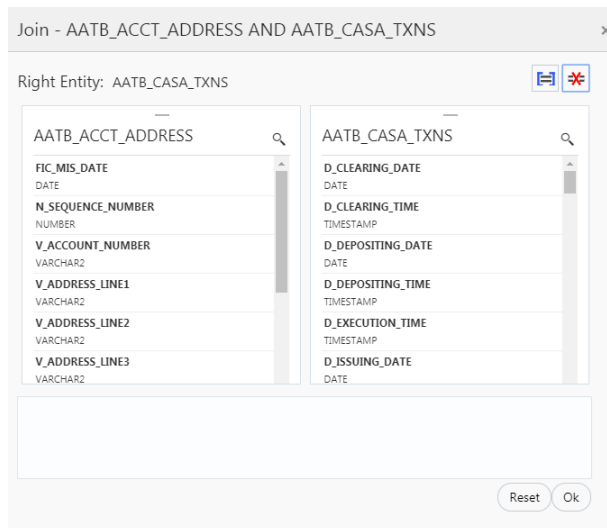 Join - AATB_ACCT_ADDRESS AND AATB_CASA_TXNS
Right Entity: AATB_CASA_TXNS
AATB_ACCT_ADDRESS
FIC_MIS_DATE
DATE
N_SEQUENCE_NUMBER
NUMBER
V_ACCOUNT_NUMBER
VARCHAR2
V_ADDRESS_LINE1
VARCHAR2
V_ADDRESS_LINE2
VARCHAR2
V_ADDRESS_LINE3
VARCHAR2
AATB_CASA_TXNS
D_CLEARING_DATE
DATE
D_CLEARING_TIME
TIMESTAMP
D_DEPOSITING_DATE
DATE
D_DEPOSITING_TIME
TIMESTAMP
D_EXECUTION_TIME
TIMESTAMP
D_ISSUING_DATE
DATE
Reset Ok